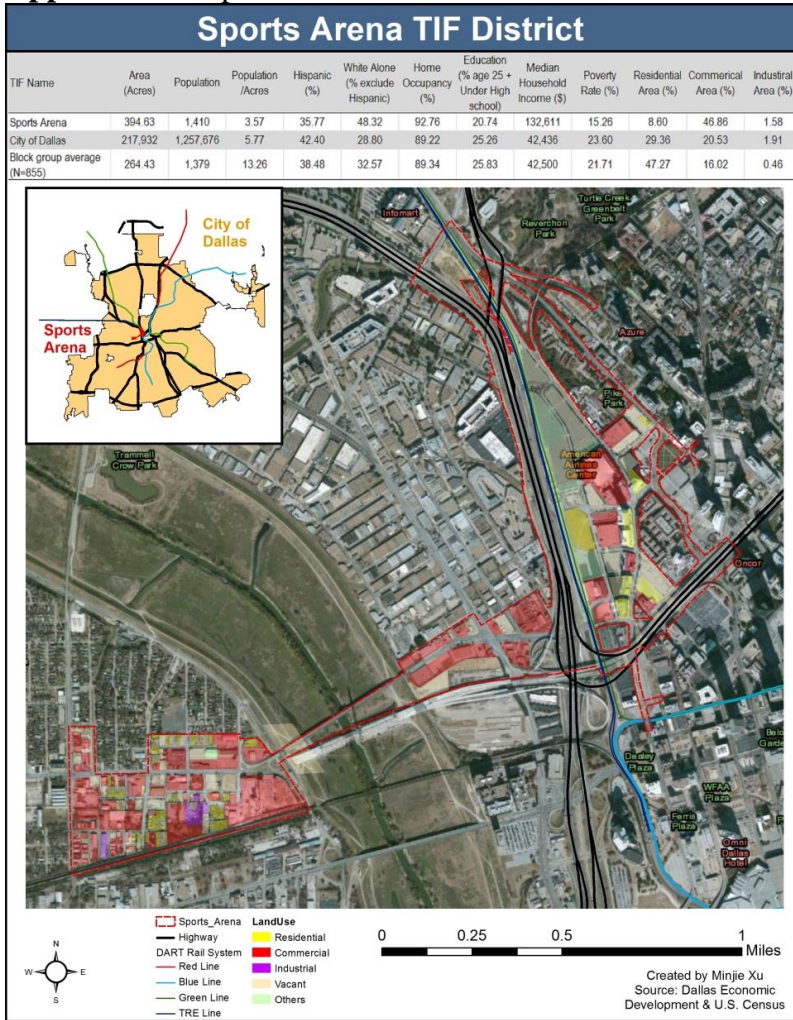 Sports Arena TIF District
TIF Name Area (Acres) Population Population /Acres Hispanic (%) White Alone (% exclude Hispanic) Home Occupancy (%) Education (% age 25 + Under High school) Median Household Income ($) Poverty Rate (%) Residential Area (%) Commerical Area (%) Industiral Area (%)
Sports Arena 394.63 1,410 3.57 35.77 48.32 92.76 20.74 132,611 15.26 8.60 46.86 1.58
City of Dallas 217,932 1,257,676 5.77 42.40 28.80 89.22 25.26 42,436 23.60 29.36 20.53 1.91
Block group average (N=855) 264.43 1,379 13.26 38.48 32.57 89.34 25.83 42,500 21.71 47.27 16.02 0.46
City of
Dallas
Sports
Arena
Infomart
Turtle Creek
Greenbelt
Park
Reverchon
Park
Azure
Pike
Park
American
Airlines
Center
Trammell
Crow Park
Oncor
Dealey
Plaza
WFAA
Plaza
Ferris
Plaza
Omni
Dallas
Hotel
Sports_Arena
Highway
DART Rail System
Red Line
Blue Line
Green Line
TRE Line
LandUse
Residential
Commercial
Industrial
Vacant
Others
N
W E
S
0 0.25 0.5 1
Miles
Created by Minjie Xu
Source: Dallas Economic
Development & U.S. Census